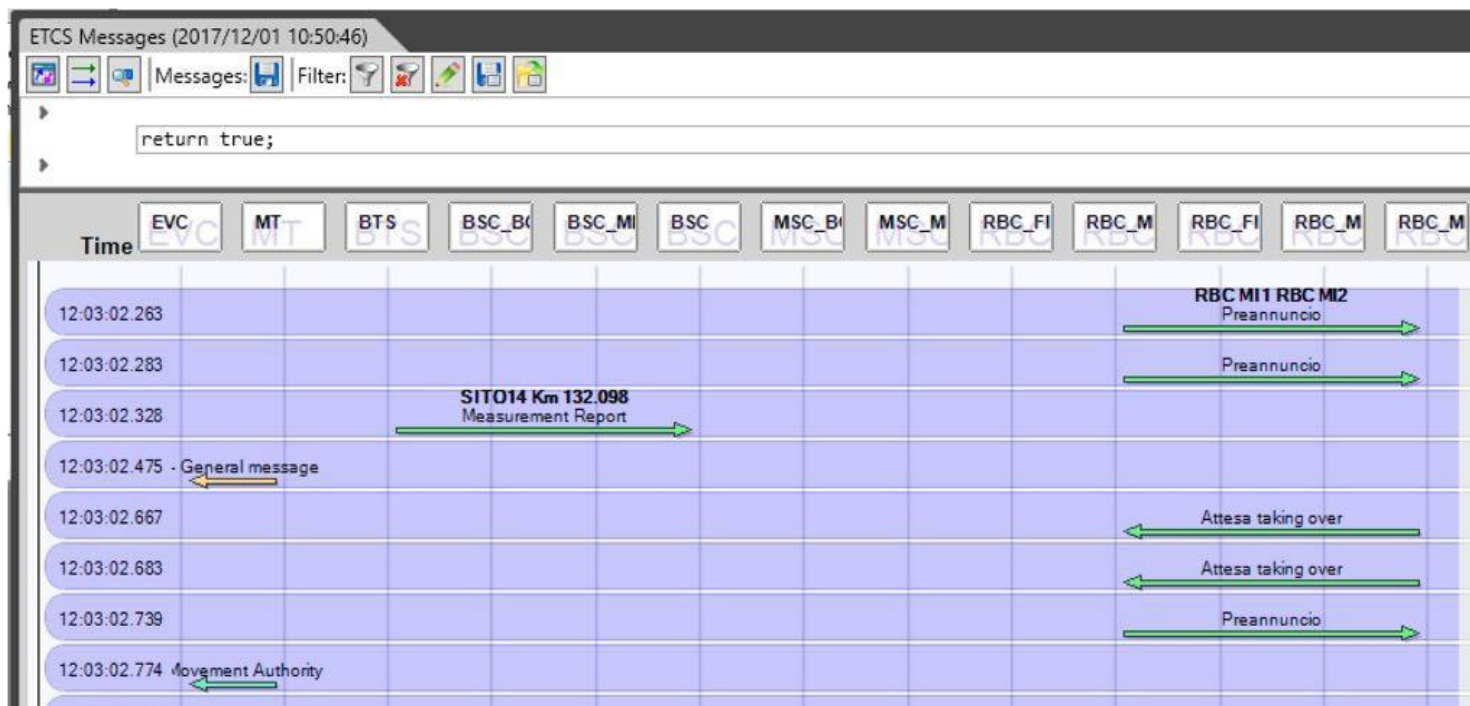 ETCS Messages (2017/12/01 10:50:46)
Messages: Filter:
return true;
Time EVC MT BTS BSC_B BSC_MI BSC MSC_B MSC_M RBC_FI RBC_M RBC_FI RBC_M RBC_M
RBC MI1 RBC MI2
12:03:02.263 Preannuncio
12:03:02.283 Preannuncio
SITO14 Km 132.098
12:03:02.328 Measurement Report
12:03:02.475 - General message
12:03:02.667 Attesa taking over
12:03:02.683 Attesa taking over
12:03:02.739 Preannuncio
12:03:02.774 Movement Authority